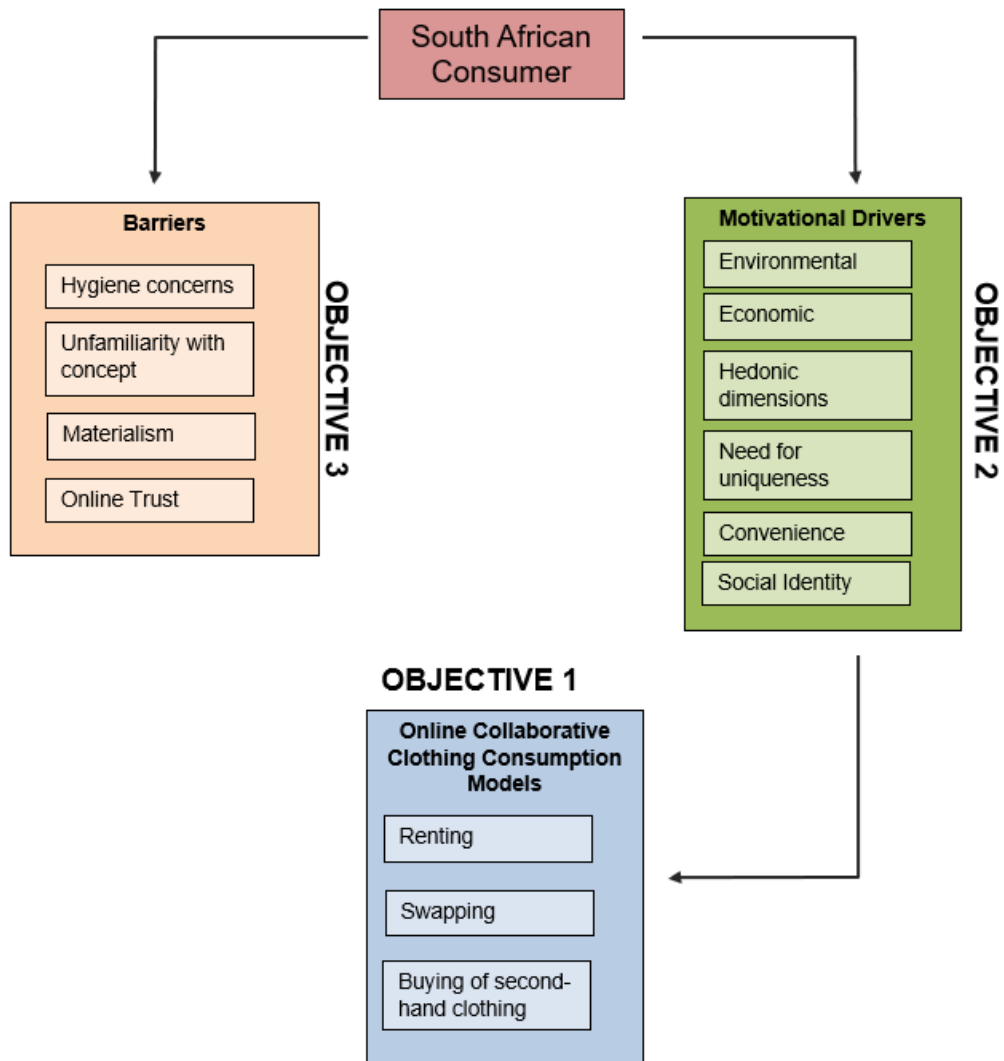 South African
Consumer
Barriers
Hygiene concerns
Unfamiliarity with
concept
Materialism
Online Trust
OBJECTIVE 3
Motivational Drivers
Environmental
Economic
Hedonic
dimensions
Need for
uniqueness
Convenience
Social Identity
OBJECTIVE 2
OBJECTIVE 1
Online Collaborative
Clothing Consumption
Models
Renting
Swapping
Buying of second-
hand clothing